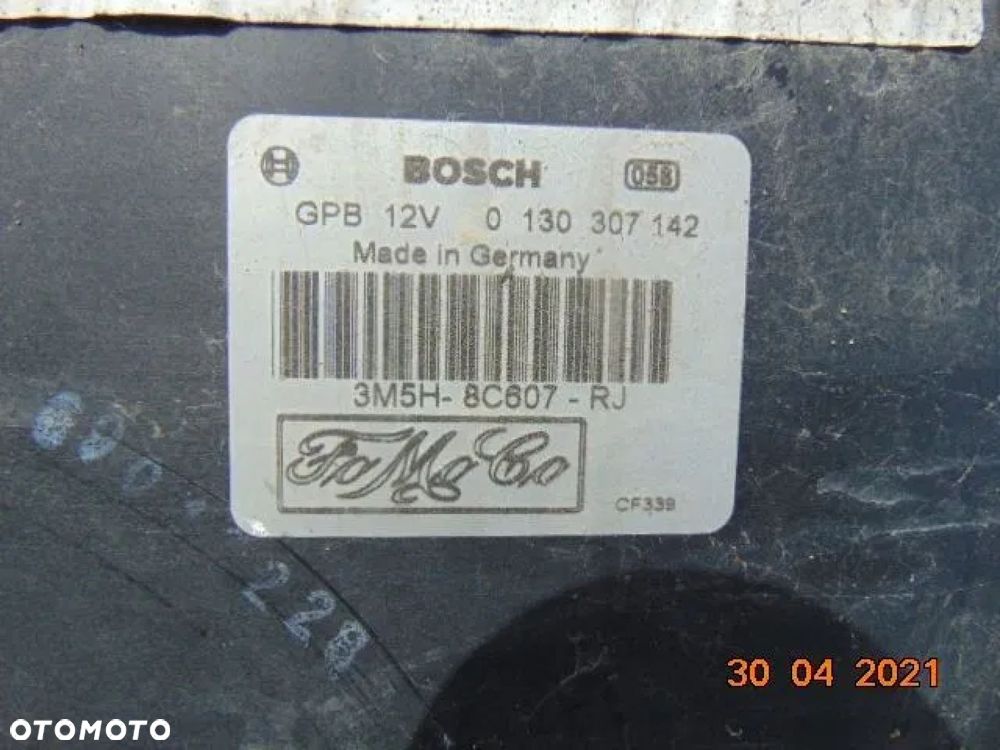 BOSCH 058
GPB 12V 0 130 307 142
Made in Germany
3M5H- 8C607 - RJ
FoMoCo
CF339
228
30 04 2021
OTOMOTO